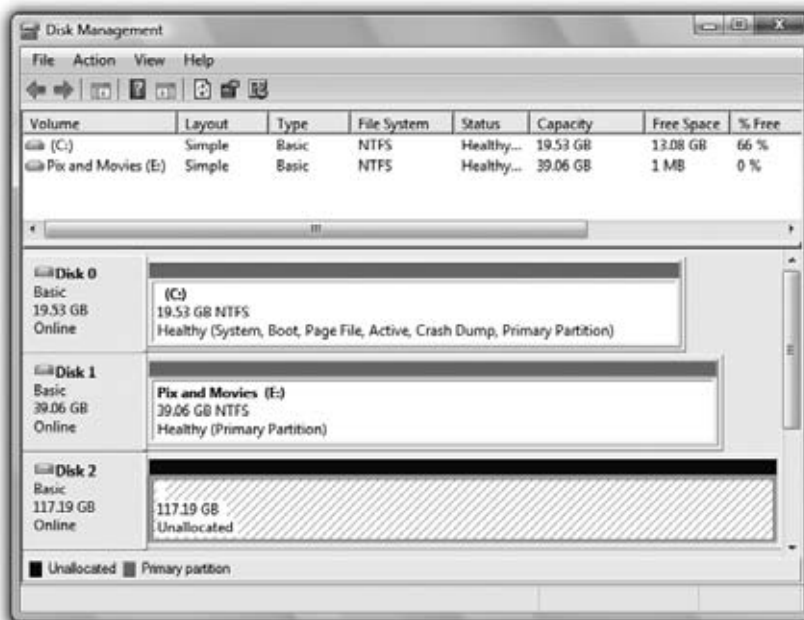 Disk Management
File Action View Help
Volume Layout Type File System Status Capacity Free Space % Free
(C:) Simple Basic NTFS Healthy... 19.53 GB 13.08 GB 66 %
Pix and Movies (E:) Simple Basic NTFS Healthy... 39.06 GB 1 MB 0 %
Disk 0
Basic
19.53 GB
Online
(C:)
19.53 GB NTFS
Healthy (System, Boot, Page File, Active, Crash Dump, Primary Partition)
Disk 1
Basic
39.06 GB
Online
Pix and Movies (E:)
39.06 GB NTFS
Healthy (Primary Partition)
Disk 2
Basic
117.19 GB
Online
117.19 GB
Unallocated
Unallocated Primary partition